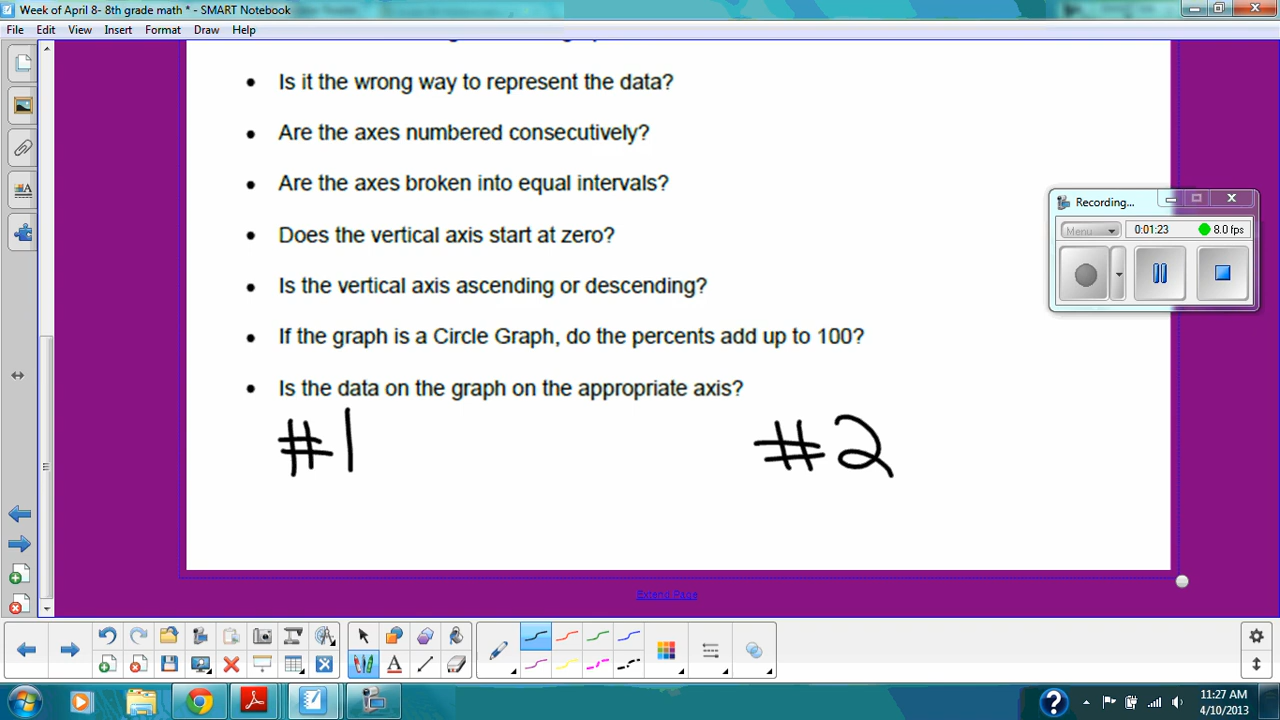 Week of April 8- 8th grade math * - SMART Notebook
File Edit View Insert Format Draw Help
• Is it the wrong way to represent the data?
• Are the axes numbered consecutively?
• Are the axes broken into equal intervals?
• Does the vertical axis start at zero?
• Is the vertical axis ascending or descending?
• If the graph is a Circle Graph, do the percents add up to 100?
• Is the data on the graph on the appropriate axis?
#1 #2
Recording...
Menu 0:01:23 8.0 fps
Extend Page
11:27 AM
4/10/2013